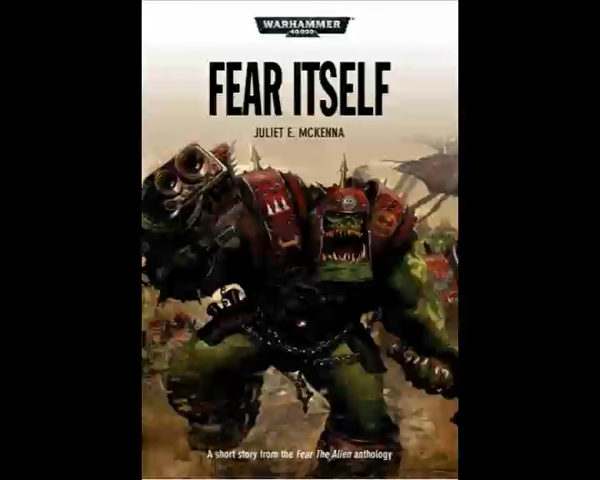 WARHAMMER
40,000
FEAR ITSELF
JULIET E. MCKENNA
A short story from the Fear The Alien anthology